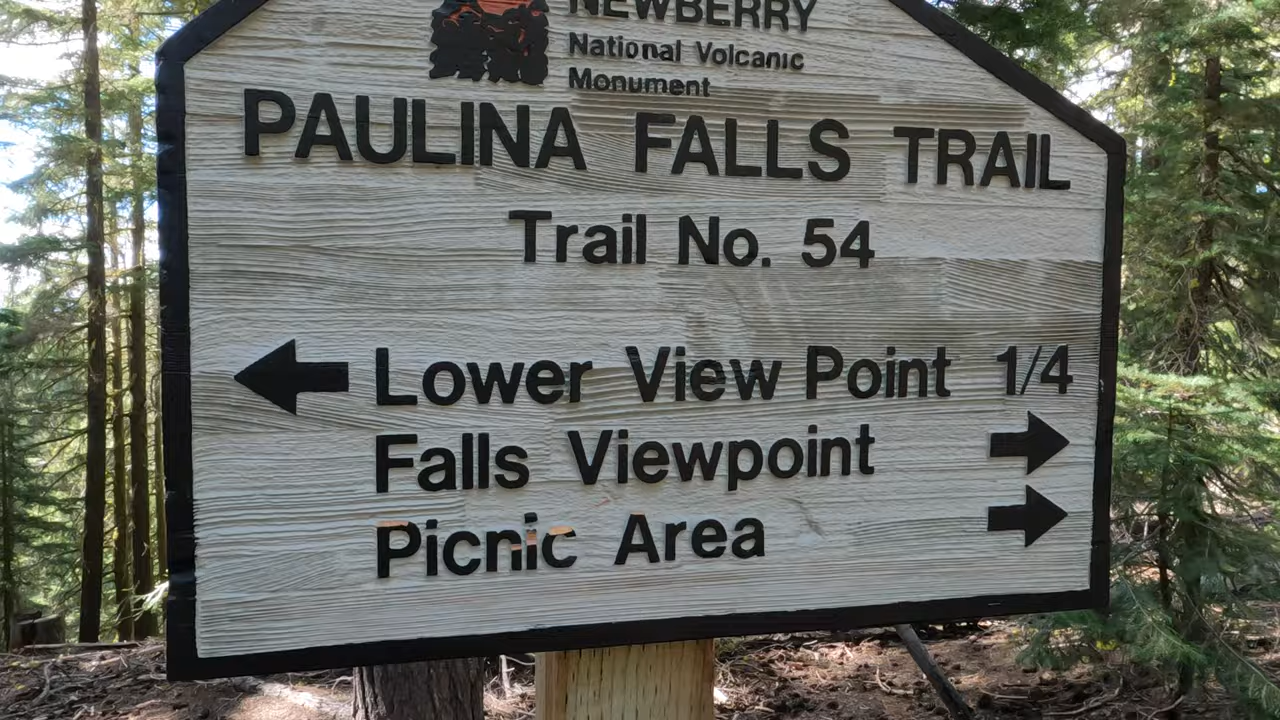 NEWBERRY
National Volcanic
Monument
PAULINA FALLS TRAIL
Trail No. 54
Lower View Point 1/4
Falls Viewpoint
Picnic Area